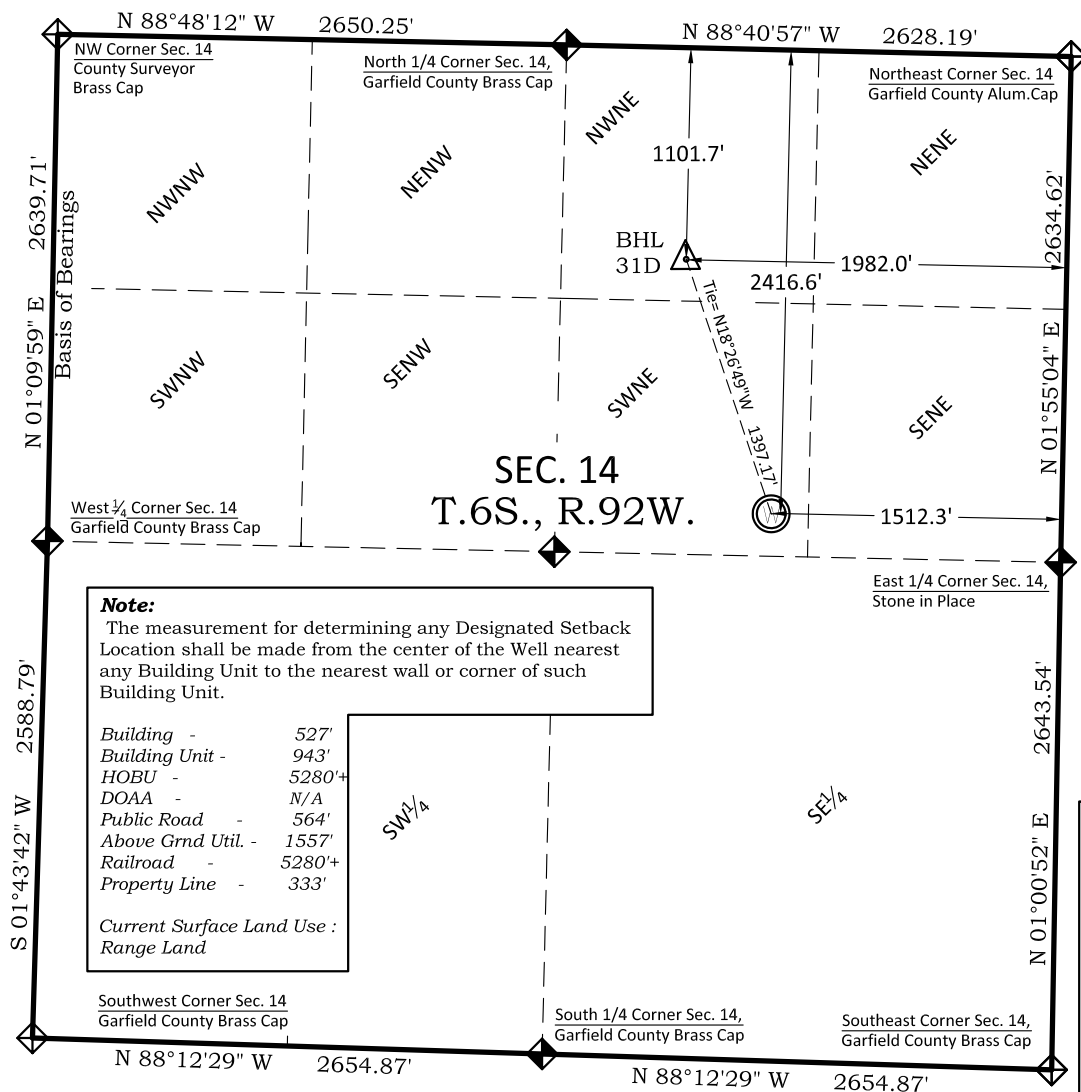 N 88°48'12" W 2650.25'
N 88°40'57" W 2628.19'
NW Corner Sec. 14
County Surveyor
Brass Cap
North 1/4 Corner Sec. 14,
Garfield County Brass Cap
Northeast Corner Sec. 14
Garfield County Alum.Cap
NWNW
NENW
NWNE
NENE
1101.7'
BHL
31D
1982.0'
2416.6'
N 01°09'59" E 2639.71'
Basis of Bearings
N 01°55'04" E 2634.62'
Tie= N18°26'49"W 1397.17'
SWNW
SENW
SWNE
SENE
SEC. 14
T.6S., R.92W.
1512.3'
West 1/4 Corner Sec. 14
Garfield County Brass Cap
East 1/4 Corner Sec. 14,
Stone in Place
Note:
The measurement for determining any Designated Setback
Location shall be made from the center of the Well nearest
any Building Unit to the nearest wall or corner of such
Building Unit.
Building - 527'
Building Unit - 943'
HOBU - 5280'+
DOAA - N/A
Public Road - 564'
Above Grnd Util. - 1557'
Railroad - 5280'+
Property Line - 333'
Current Surface Land Use :
Range Land
S 01°43'42" W 2588.79'
SW1/4
SE1/4
N 01°00'52" E 2643.54'
Southwest Corner Sec. 14
Garfield County Brass Cap
South 1/4 Corner Sec. 14,
Garfield County Brass Cap
Southeast Corner Sec. 14,
Garfield County Brass Cap
N 88°12'29" W 2654.87'
N 88°12'29" W 2654.87'